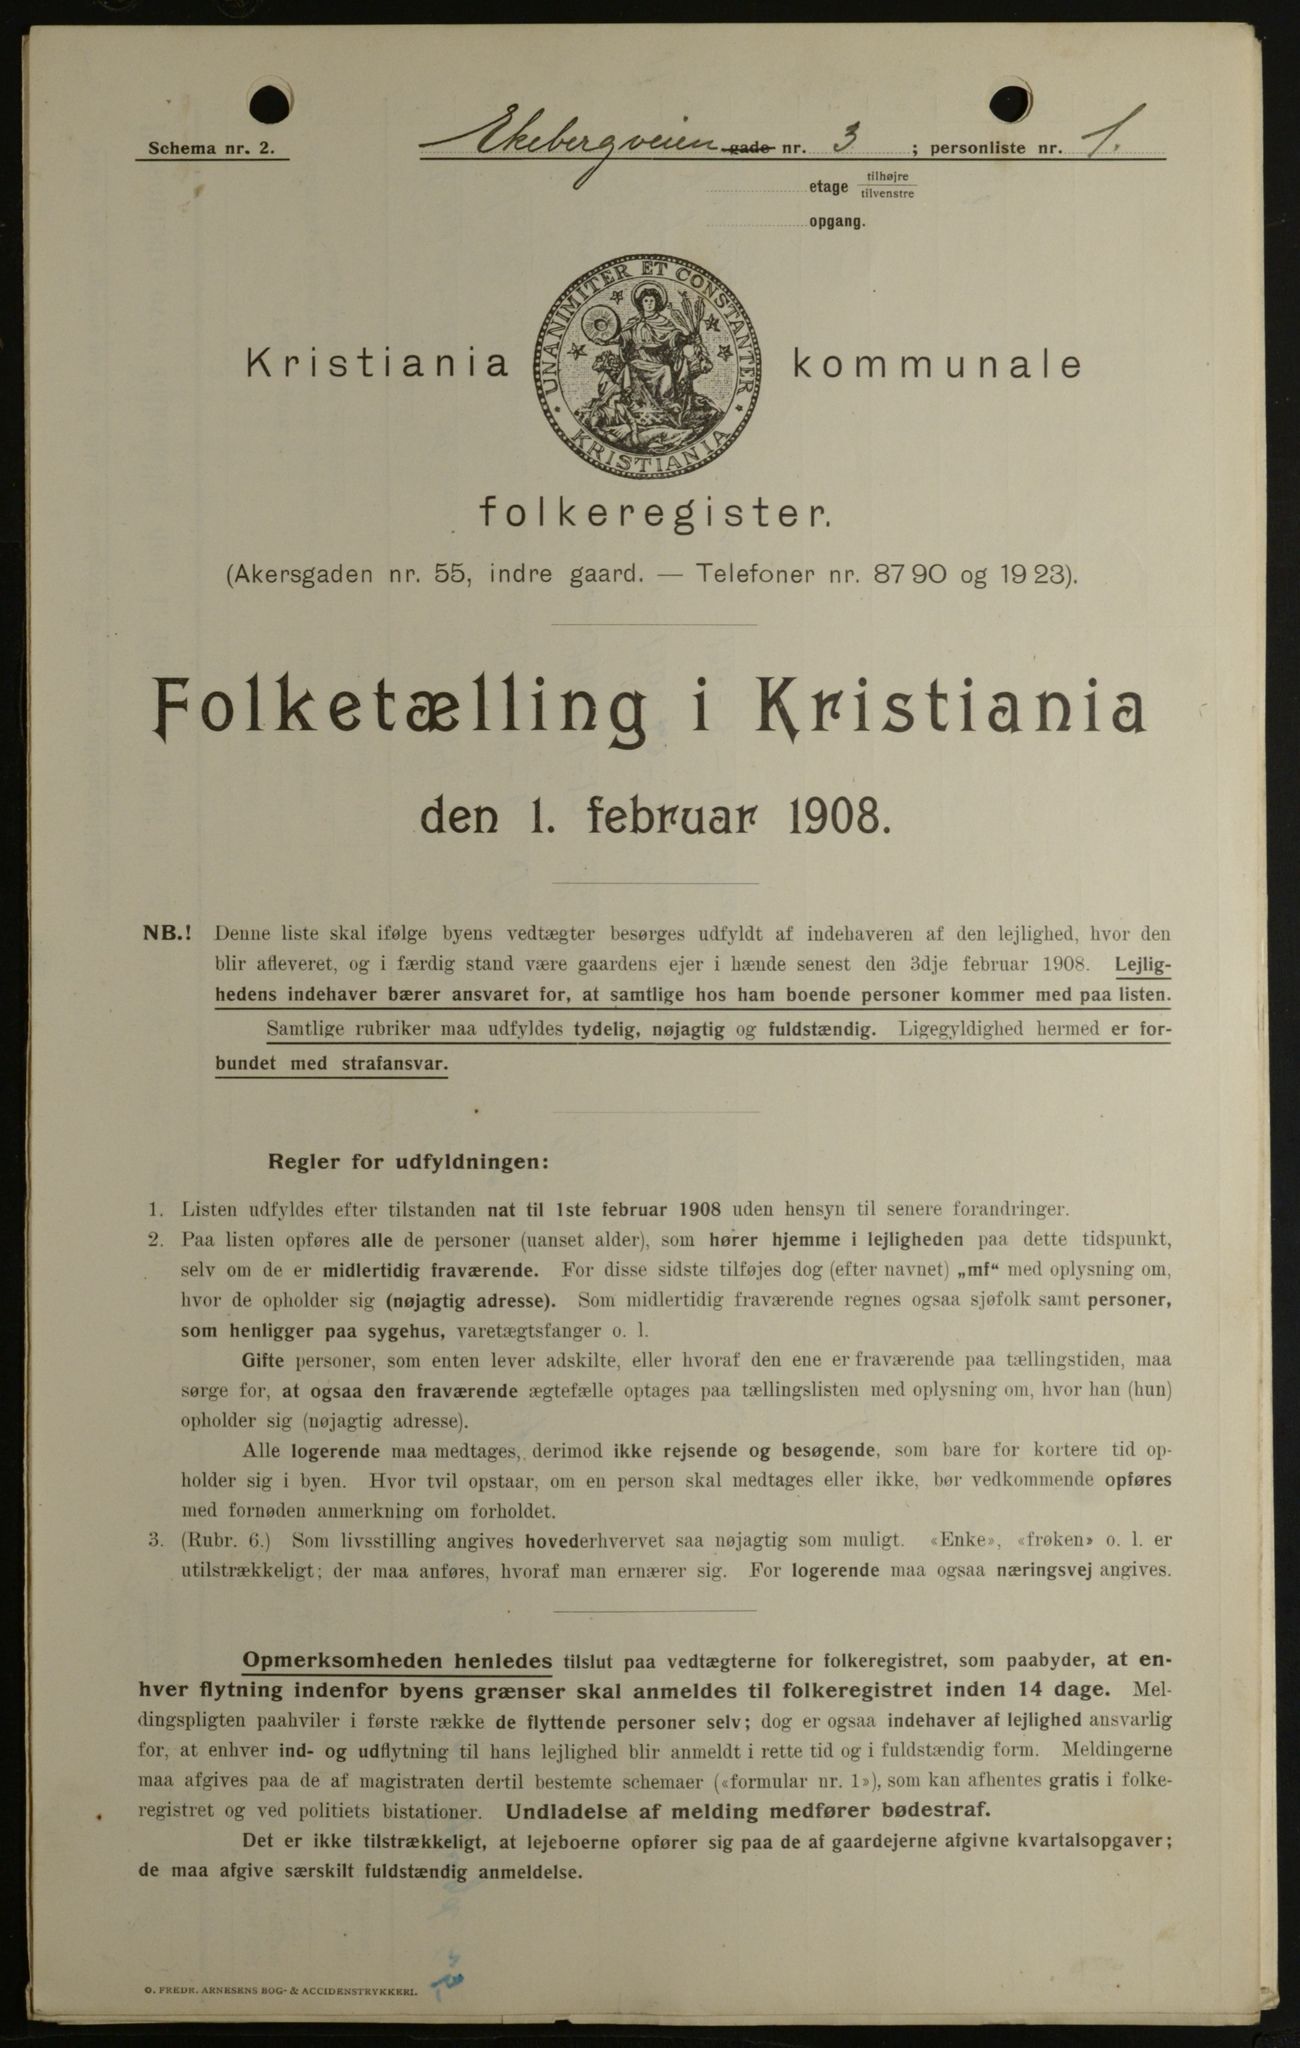 Schema nr. 2.
Ekebergveien gade nr. 3 ; personliste nr. 1.
etage tilhøjre
tilvenstre
opgang.
UNANIMITER ET CONSTANTER
KRISTIANIA
Kristiania kommunale
folkeregister.
(Akersgaden nr. 55, indre gaard. — Telefoner nr. 8790 og 1923).
Folketælling i Kristiania
den 1. februar 1908.
NB.! Denne liste skal ifølge byens vedtægter besørges udfyldt af indehaveren af den lejlighed, hvor den
blir afleveret, og i færdig stand være gaardens ejer i hænde senest den 3dje februar 1908. Lejlig-
hedens indehaver bærer ansvaret for, at samtlige hos ham boende personer kommer med paa listen.
Samtlige rubriker maa udfyldes tydelig, nøjagtig og fuldstændig. Ligegyldighed hermed er for-
bundet med strafansvar.
Regler for udfyldningen:
1. Listen udfyldes efter tilstanden nat til 1ste februar 1908 uden hensyn til senere forandringer.
2. Paa listen opføres alle de personer (uanset alder), som hører hjemme i lejligheden paa dette tidspunkt,
selv om de er midlertidig fraværende. For disse sidste tilføjes dog (efter navnet) „mf“ med oplysning om,
hvor de opholder sig (nøjagtig adresse). Som midlertidig fraværende regnes ogsaa sjøfolk samt personer,
som henligger paa sygehus, varetægtsfanger o. l.
Gifte personer, som enten lever adskilte, eller hvoraf den ene er fraværende paa tællingstiden, maa
sørge for, at ogsaa den fraværende ægtefælle optages paa tællingslisten med oplysning om, hvor han (hun)
opholder sig (nøjagtig adresse).
Alle logerende maa medtages, derimod ikke rejsende og besøgende, som bare for kortere tid op-
holder sig i byen. Hvor tvil opstaar, om en person skal medtages eller ikke, bør vedkommende opføres
med fornøden anmerkning om forholdet.
3. (Rubr. 6.) Som livsstilling angives hovederhvervet saa nøjagtig som muligt. «Enke», «frøken» o. l. er
utilstrækkeligt; der maa anføres, hvoraf man ernærer sig. For logerende maa ogsaa næringsvej angives.
Opmerksomheden henledes tilslut paa vedtægterne for folkeregistret, som paabyder, at en-
hver flytning indenfor byens grænser skal anmeldes til folkeregistret inden 14 dage. Mel-
dingspligten paahviler i første række de flyttende personer selv; dog er ogsaa indehaver af lejlighed ansvarlig
for, at enhver ind- og udflytning til hans lejlighed blir anmeldt i rette tid og i fuldstændig form. Meldingerne
maa afgives paa de af magistraten dertil bestemte schemaer («formular nr. 1»), som kan afhentes gratis i folke-
registret og ved politiets bistationer. Undladelse af melding medfører bødestraf.
Det er ikke tilstrækkeligt, at lejeboerne opfører sig paa de af gaardejerne afgivne kvartalsopgaver;
de maa afgive særskilt fuldstændig anmeldelse.
O. FREDR. ARNESENS BOG- & ACCIDENSTRYKKERI.